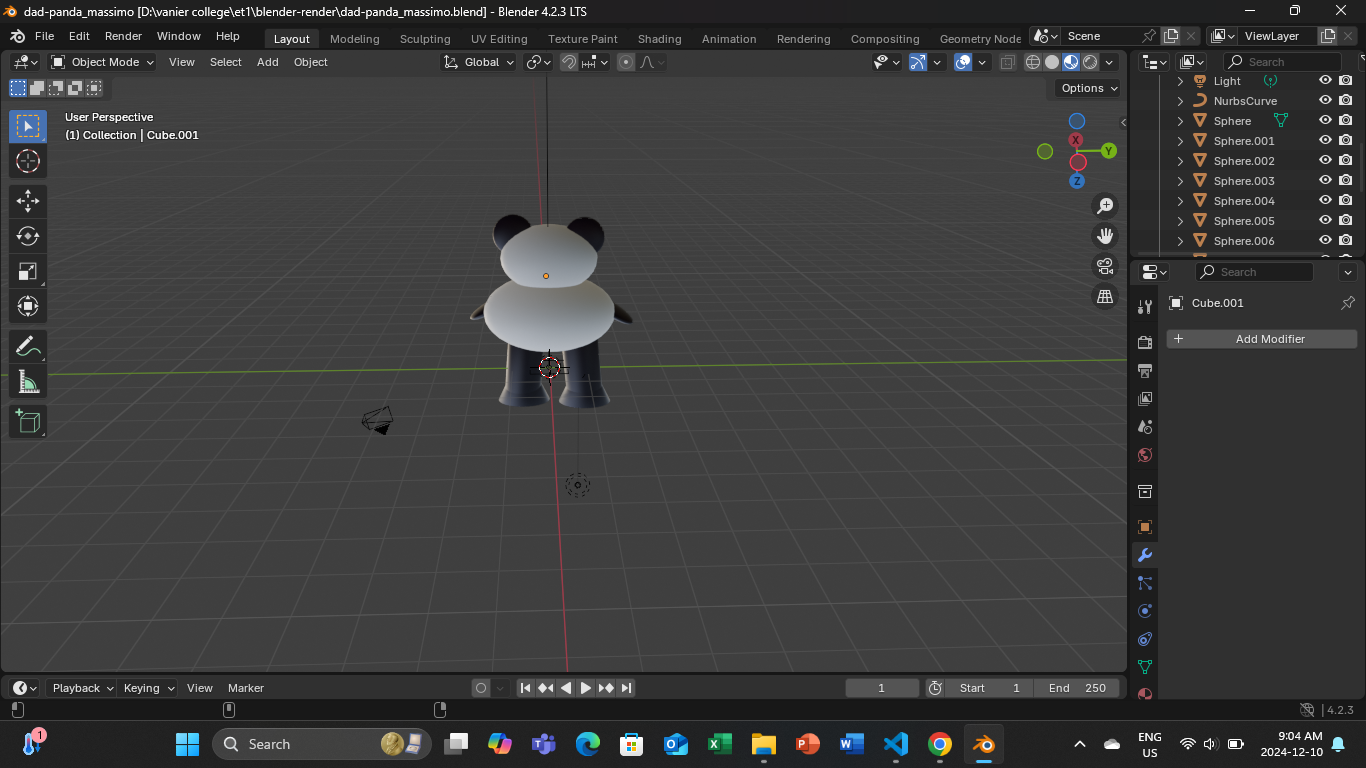 dad-panda_massimo [D:\vanier college\et1\blender-render\dad-panda_massimo.blend] - Blender 4.2.3 LTS
File Edit Render Window Help Layout Modeling Sculpting UV Editing Texture Paint Shading Animation Rendering Compositing Geometry Node Scene ViewLayer
Object Mode View Select Add Object Global Search
Options
User Perspective
(1) Collection | Cube.001
X
Y
Z
Light
NurbsCurve
Sphere
Sphere.001
Sphere.002
Sphere.003
Sphere.004
Sphere.005
Sphere.006
Search
Cube.001
+ Add Modifier
Playback Keying View Marker 1 Start 1 End 250
4.2.3
1
Search
ENG
US
9:04 AM
2024-12-10